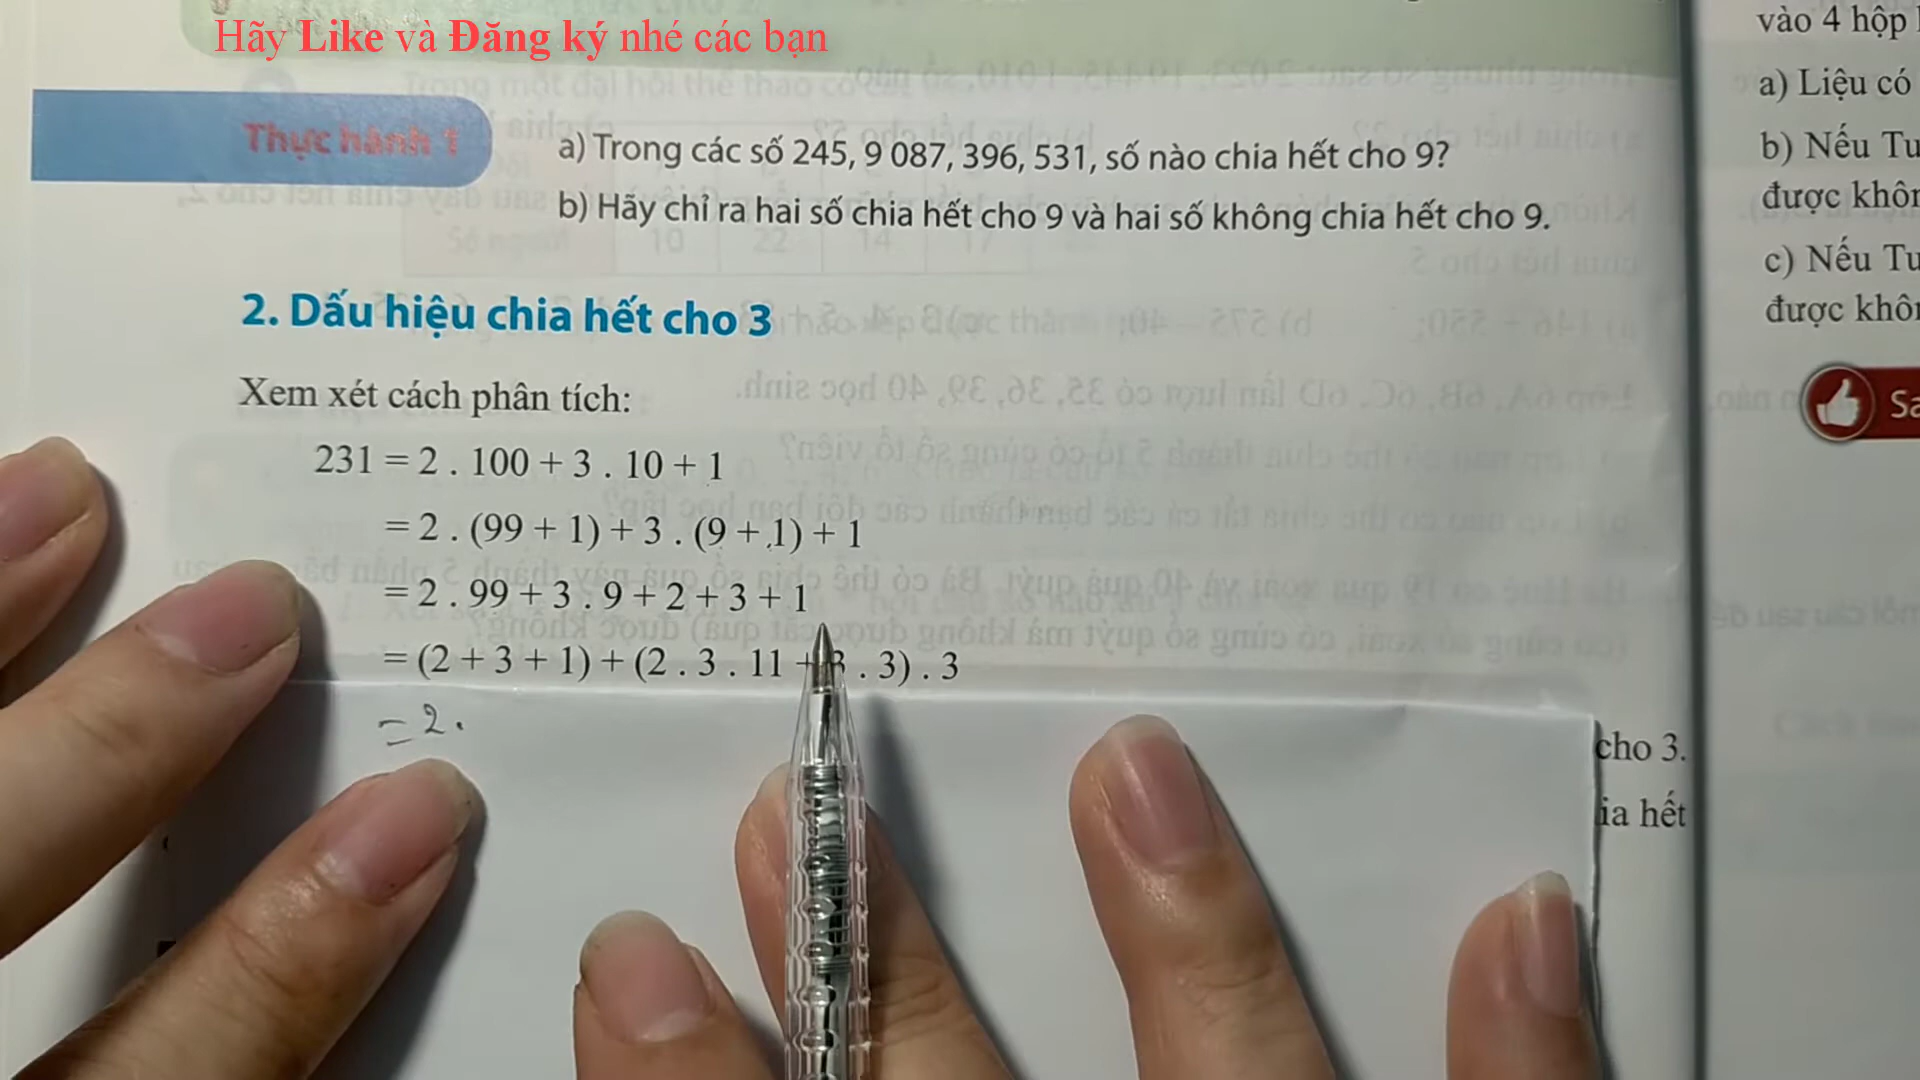 Hãy Like và Đăng ký nhé các bạn
Thực hành 1
a) Trong các số 245, 9 087, 396, 531, số nào chia hết cho 9?
b) Hãy chỉ ra hai số chia hết cho 9 và hai số không chia hết cho 9.
2. Dấu hiệu chia hết cho 3
Xem xét cách phân tích:
231 = 2 . 100 + 3 . 10 + 1
= 2 . (99 + 1) + 3 . (9 + 1) + 1
= 2 . 99 + 3 . 9 + 2 + 3 + 1
= (2 + 3 + 1) + (2 . 3 . 11 + 3 . 3) . 3
= 2 .
cho 3.
hết
vào 4 hộp
a) Liệu có
b) Nếu
được
c) Nếu
được